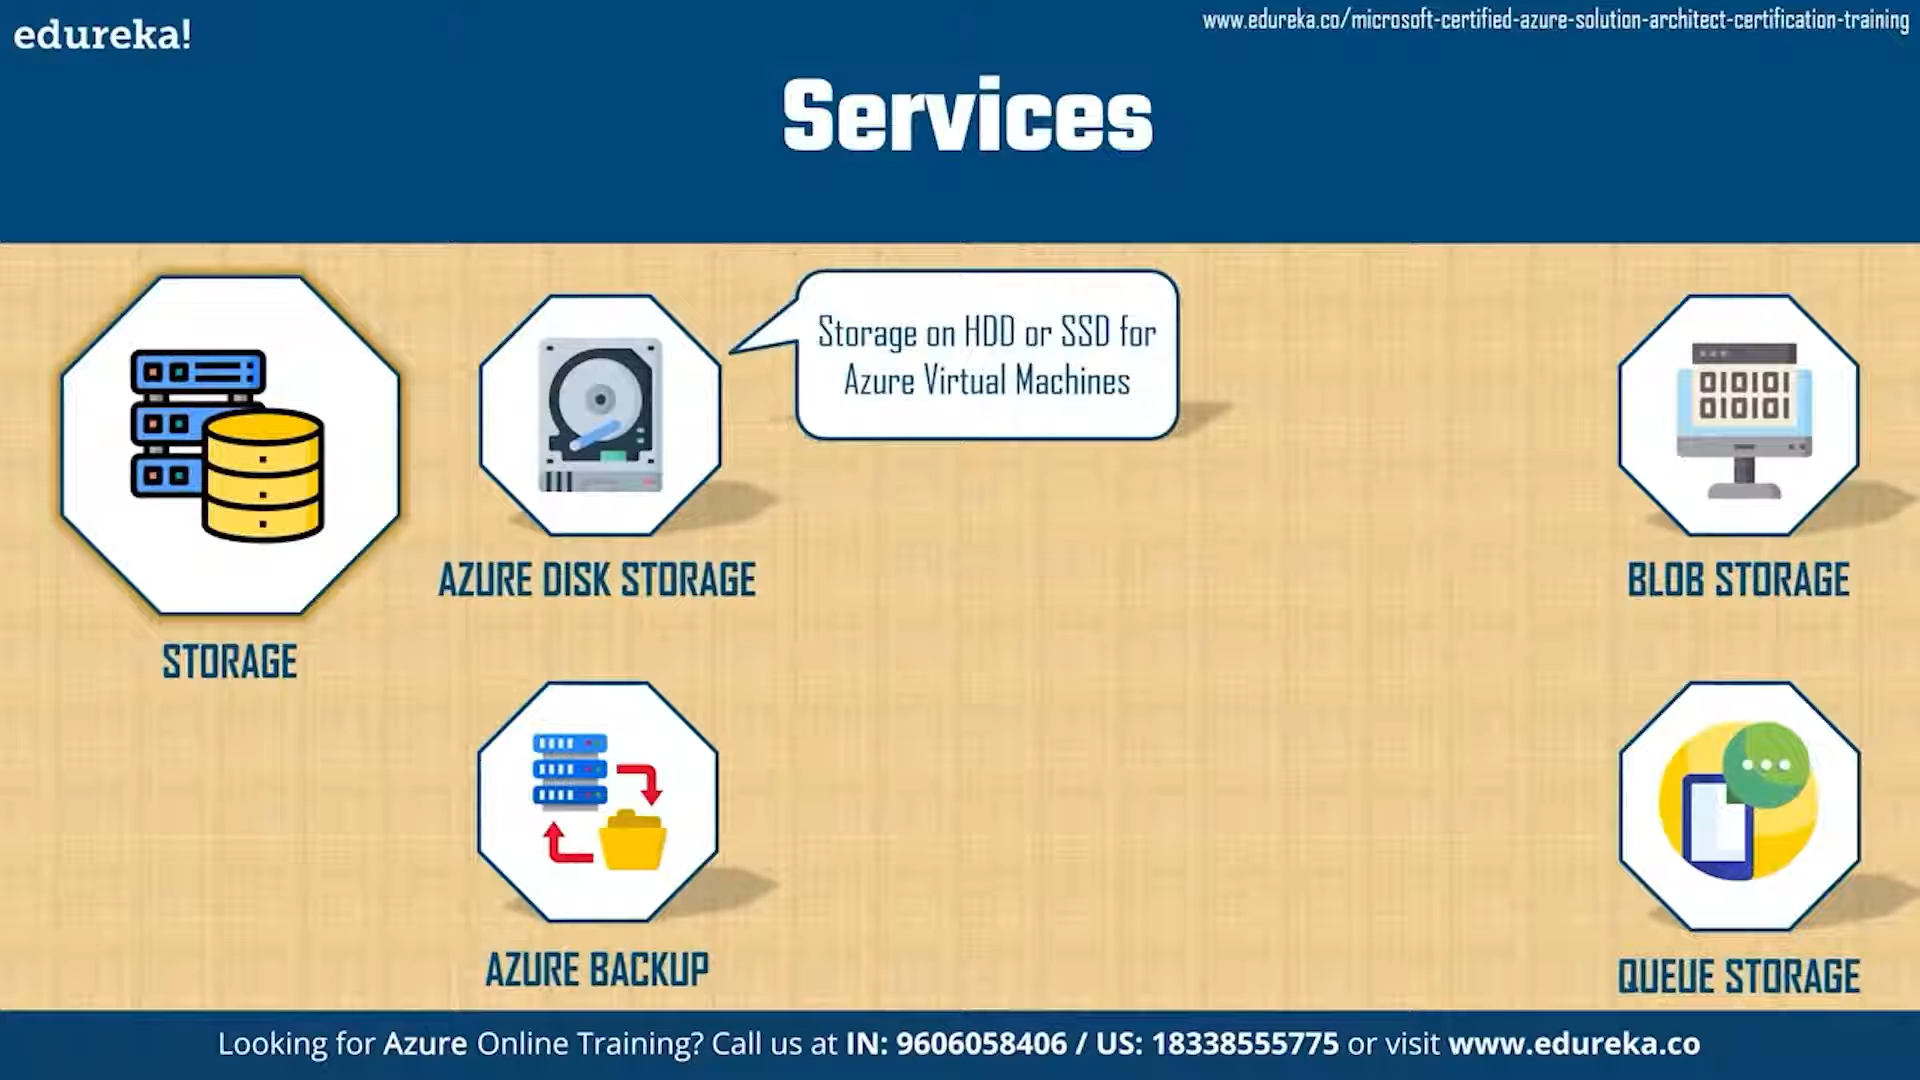 edureka!
www.edureka.co/microsoft-certified-azure-solution-architect-certification-training
Services
Storage on HDD or SSD for
Azure Virtual Machines
010101
010101
AZURE DISK STORAGE
BLOB STORAGE
STORAGE
AZURE BACKUP
QUEUE STORAGE
Looking for Azure Online Training? Call us at IN: 9606058406 / US: 18338555775 or visit www.edureka.co